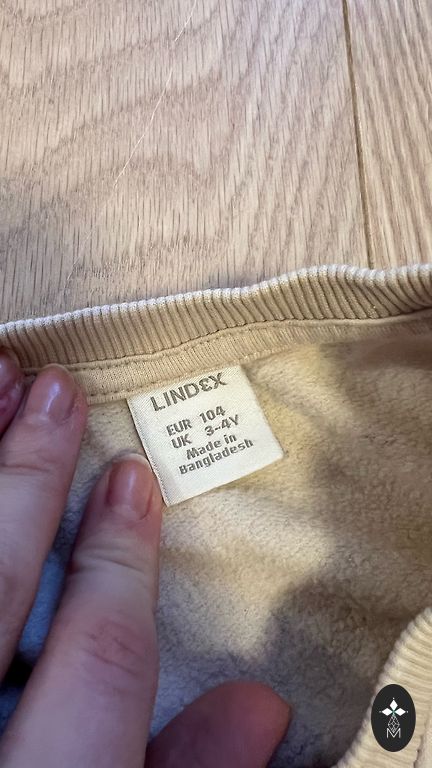 LINDEX
EUR 104
UK 3-4Y
Made in
Bangladesh
M